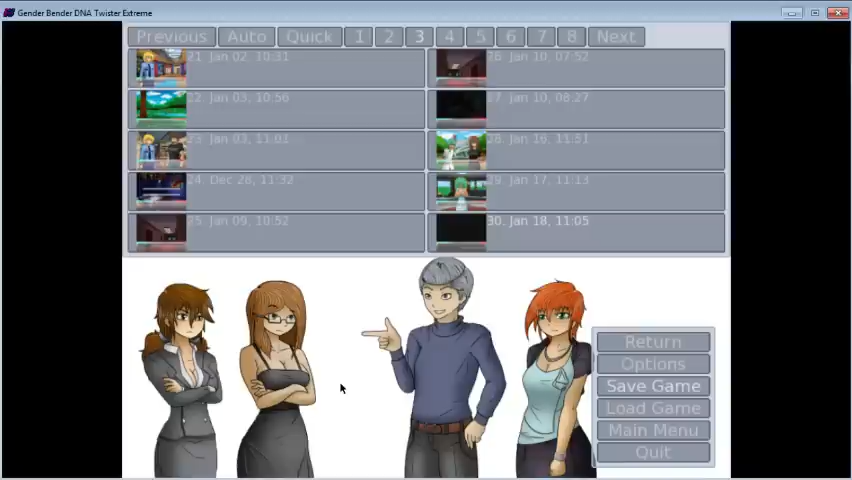 Gender Bender DNA Twister Extreme
Previous Auto Quick 1 2 3 4 5 6 7 8 Next
21. Jan 02, 10:31
22. Jan 03, 10:56
23. Jan 03, 11:01
24. Dec 28, 11:32
25. Jan 09, 10:52
26. Jan 10, 07:52
27. Jan 10, 08:27
28. Jan 16, 11:51
29. Jan 17, 11:13
30. Jan 18, 11:05
Return
Options
Save Game
Load Game
Main Menu
Quit